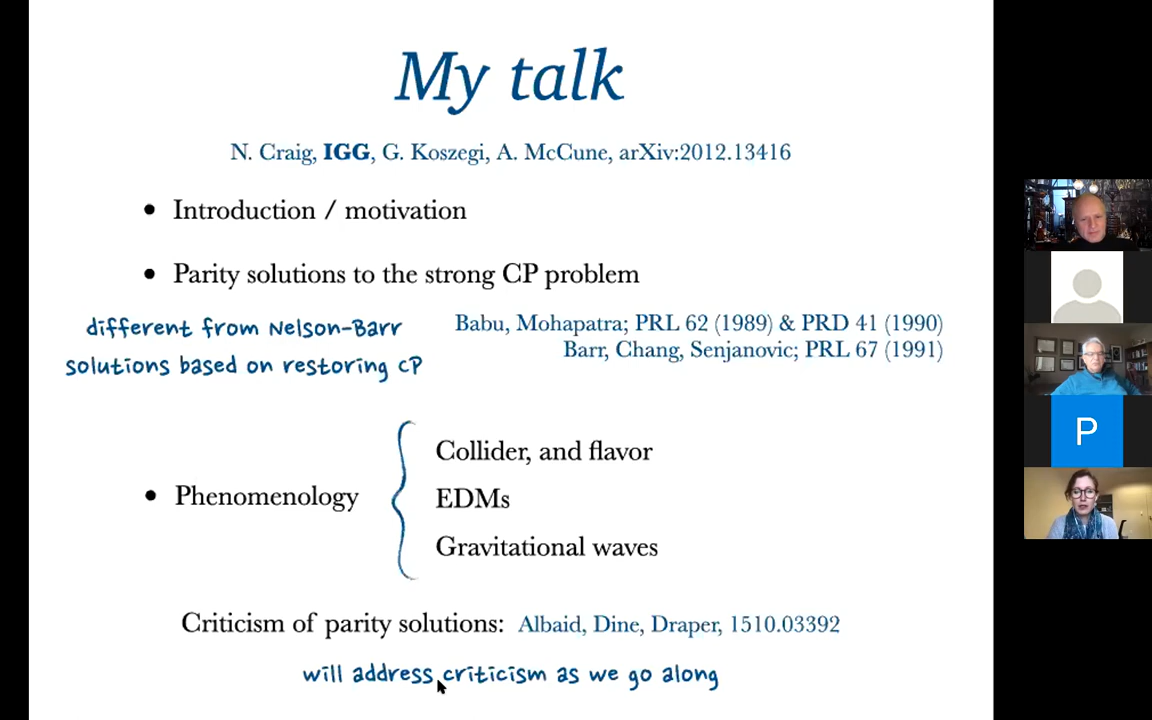 My talk
N. Craig, IGG, G. Koszegi, A. McCune, arXiv:2012.13416
• Introduction / motivation
• Parity solutions to the strong CP problem
different from Nelson-Barr
solutions based on restoring CP
Babu, Mohapatra; PRL 62 (1989) & PRD 41 (1990)
Barr, Chang, Senjanovic; PRL 67 (1991)
• Phenomenology
Collider, and flavor
EDMs
Gravitational waves
Criticism of parity solutions: Albaid, Dine, Draper, 1510.03392
will address criticism as we go along
P